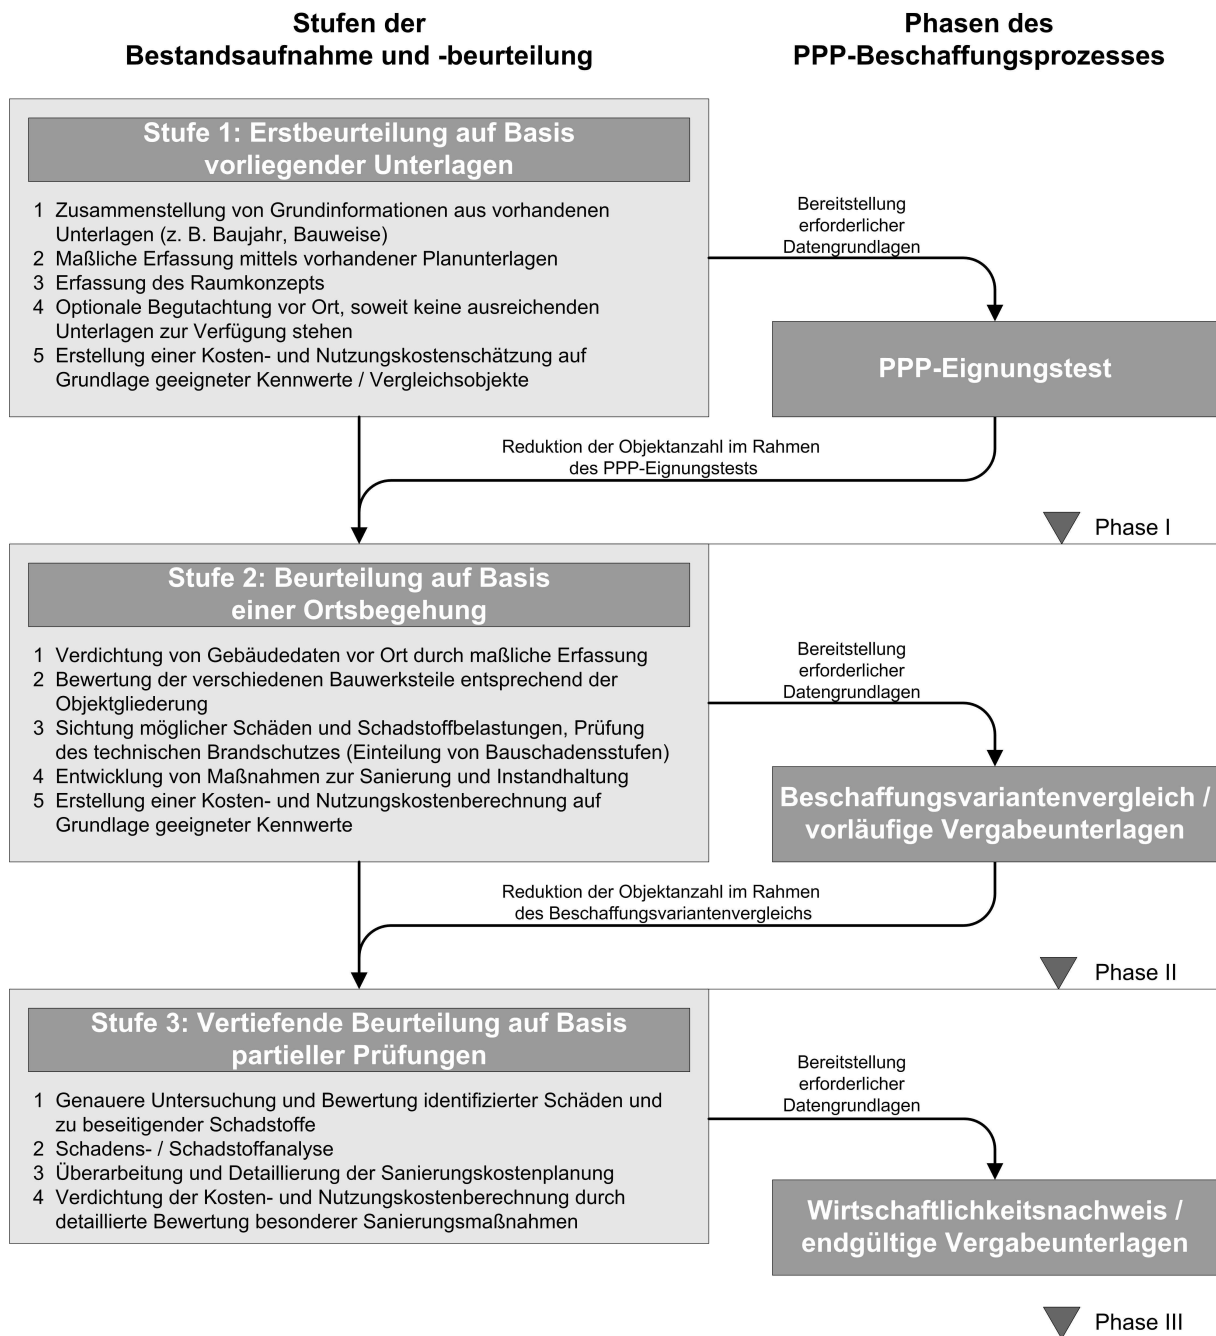 Stufen der
Bestandsaufnahme und -beurteilung
Phasen des
PPP-Beschaffungsprozesses
Stufe 1: Erstbeurteilung auf Basis
vorliegender Unterlagen
1 Zusammenstellung von Grundinformationen aus vorhandenen
Unterlagen (z. B. Baujahr, Bauweise)
2 Maßliche Erfassung mittels vorhandener Planunterlagen
3 Erfassung des Raumkonzepts
4 Optionale Begutachtung vor Ort, soweit keine ausreichenden
Unterlagen zur Verfügung stehen
5 Erstellung einer Kosten- und Nutzungskostenschätzung auf
Grundlage geeigneter Kennwerte / Vergleichsobjekte
Bereitstellung
erforderlicher
Datengrundlagen
PPP-Eignungstest
Reduktion der Objektanzahl im Rahmen
des PPP-Eignungstests
Phase I
Stufe 2: Beurteilung auf Basis
einer Ortsbegehung
1 Verdichtung von Gebäudedaten vor Ort durch maßliche Erfassung
2 Bewertung der verschiedenen Bauwerksteile entsprechend der
Objektgliederung
3 Sichtung möglicher Schäden und Schadstoffbelastungen, Prüfung
des technischen Brandschutzes (Einteilung von Bauschadensstufen)
4 Entwicklung von Maßnahmen zur Sanierung und Instandhaltung
5 Erstellung einer Kosten- und Nutzungskostenberechnung auf
Grundlage geeigneter Kennwerte
Bereitstellung
erforderlicher
Datengrundlagen
Beschaffungsvariantenvergleich /
vorläufige Vergabeunterlagen
Reduktion der Objektanzahl im Rahmen
des Beschaffungsvariantenvergleichs
Phase II
Stufe 3: Vertiefende Beurteilung auf Basis
partieller Prüfungen
1 Genauere Untersuchung und Bewertung identifizierter Schäden und
zu beseitigender Schadstoffe
2 Schadens- / Schadstoffanalyse
3 Überarbeitung und Detaillierung der Sanierungskostenplanung
4 Verdichtung der Kosten- und Nutzungskostenberechnung durch
detaillierte Bewertung besonderer Sanierungsmaßnahmen
Bereitstellung
erforderlicher
Datengrundlagen
Wirtschaftlichkeitsnachweis /
endgültige Vergabeunterlagen
Phase III